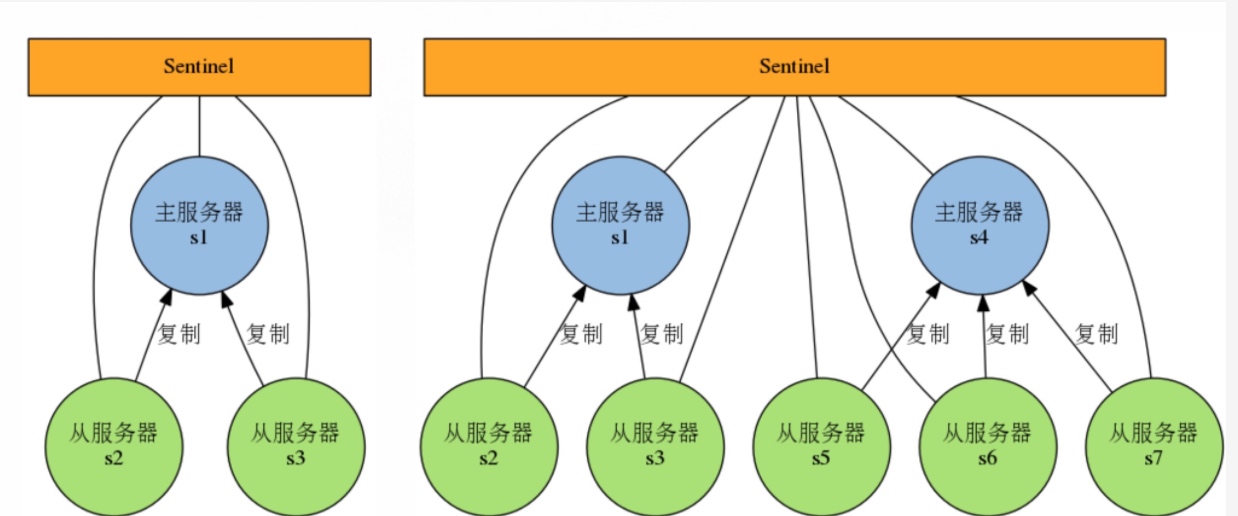 Sentinel
主服务器
s1
复制
复制
从服务器
s2
从服务器
s3
Sentinel
主服务器
s1
主服务器
s4
复制
复制
复制
复制
复制
从服务器
s2
从服务器
s3
从服务器
s5
从服务器
s6
从服务器
s7